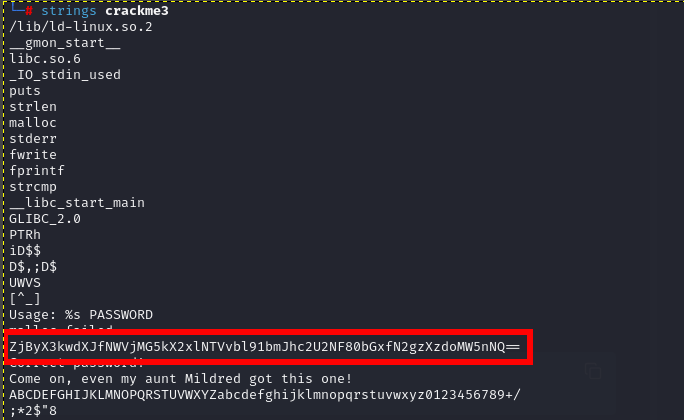 └─# strings crackme3
/lib/ld-linux.so.2
__gmon_start__
libc.so.6
_IO_stdin_used
puts
strlen
malloc
stderr
fwrite
fprintf
strcmp
__libc_start_main
GLIBC_2.0
PTRh
iD$$
D$,;D$
UWVS
[^_]
Usage: %s PASSWORD
malloc failed
ZjByX3kwdXJfNWVjMG5kX2xlNTVvbl91bmJhc2U2NF80bGxfN2gzXzdoMW5nNQ==
Correct password!
Come on, even my aunt Mildred got this one!
ABCDEFGHIJKLMNOPQRSTUVWXYZabcdefghijklmnopqrstuvwxyz0123456789+/
;*2$"8